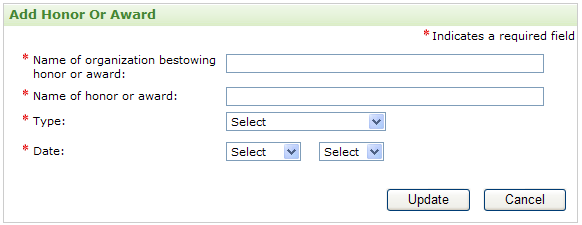 Add Honor Or Award
* Indicates a required field
* Name of organization bestowing
honor or award:
* Name of honor or award:
* Type: Select
* Date: Select Select
Update Cancel